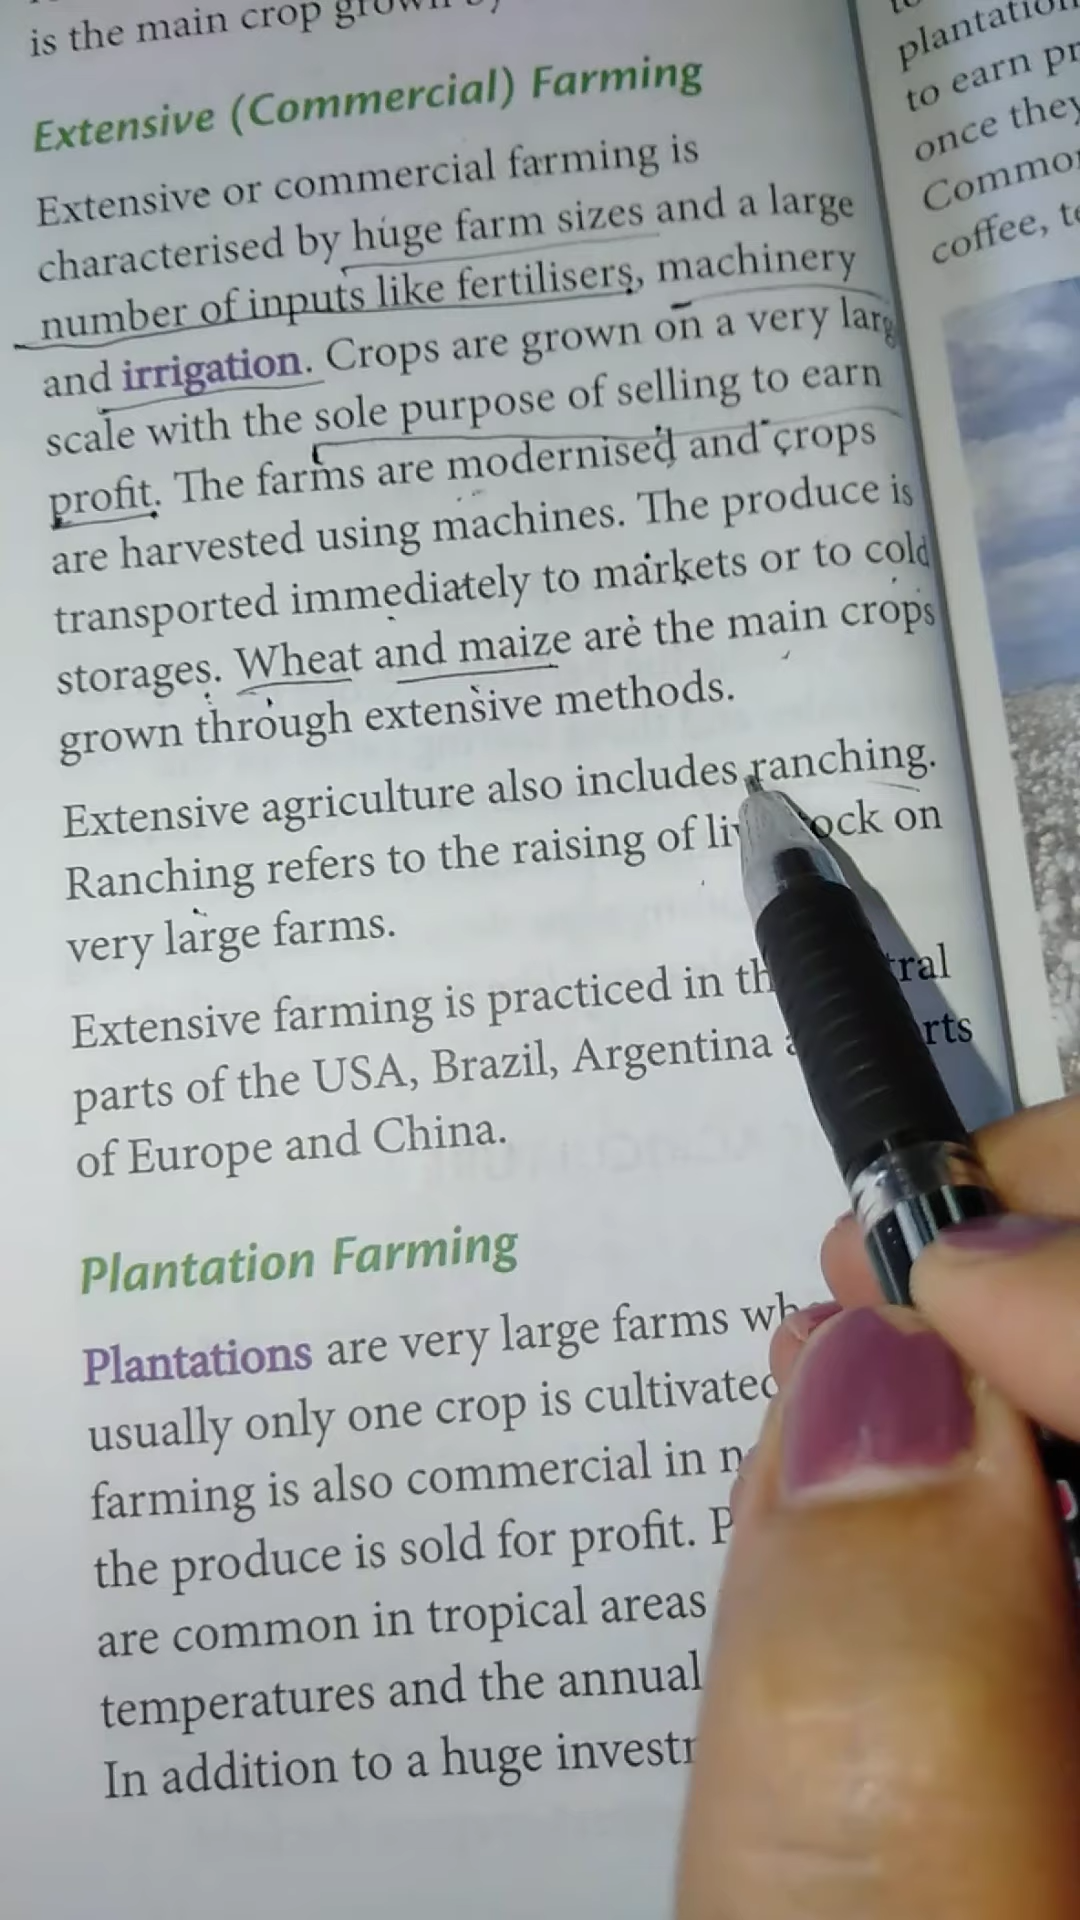 is the main crop grown by
Extensive (Commercial) Farming
Extensive or commercial farming is
characterised by huge farm sizes and a large
number of inputs like fertilisers, machinery
and irrigation. Crops are grown on a very
scale with the sole purpose of selling to earn
profit. The farms are modernised and crops
are harvested using machines. The produce is
transported immediately to markets or to cold
storages. Wheat and maize are the main crops
grown through extensive methods.
Extensive agriculture also includes ranching.
Ranching refers to the raising of on
very large farms.
Extensive farming is practiced in
parts of the USA, Brazil, Argentina
of Europe and China.
Plantation Farming
Plantations are very large farms
usually only one crop is cultivated
farming is also commercial in
the produce is sold for profit.
are common in tropical areas
temperatures and the annual
In addition to a huge
to earn
once they
coffee,